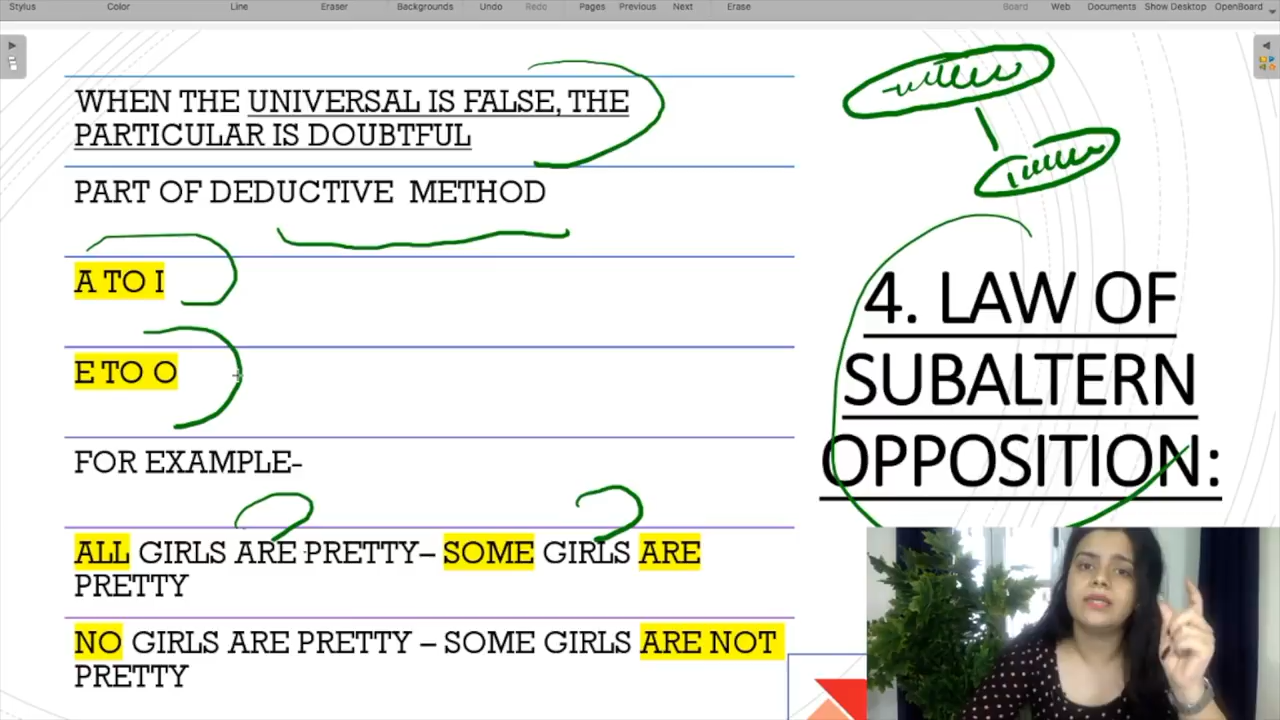 Stylus Color Line Eraser Backgrounds Undo Redo Pages Previous Next Erase Board Web Documents Show Desktop OpenBoard
WHEN THE UNIVERSAL IS FALSE, THE
PARTICULAR IS DOUBTFUL
PART OF DEDUCTIVE METHOD
A TO I
E TO O
FOR EXAMPLE-
ALL GIRLS ARE PRETTY– SOME GIRLS ARE
PRETTY
NO GIRLS ARE PRETTY – SOME GIRLS ARE NOT
PRETTY
4. LAW OF
SUBALTERN
OPPOSITION: